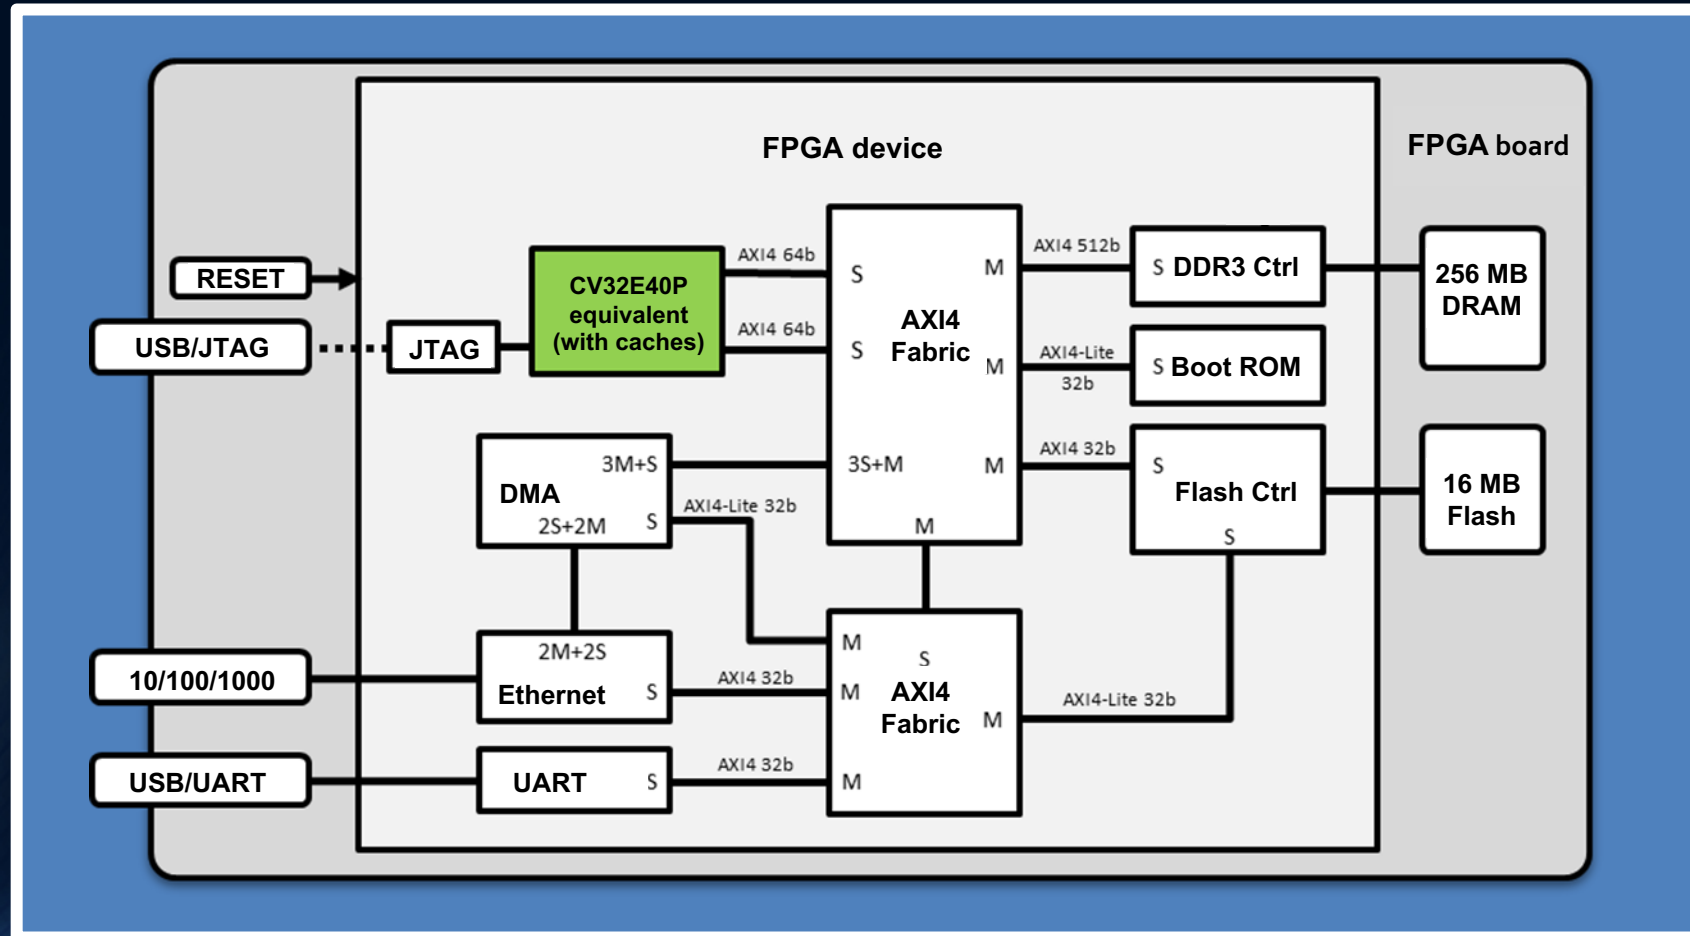 FPGA device
FPGA board
RESET
USB/JTAG
JTAG
CV32E40P
equivalent
(with caches)
AXI4 64b
AXI4 64b
S
S
3S+M
AXI4
Fabric
M
M
M
M
AXI4 512b
AXI4-Lite
32b
AXI4 32b
S DDR3 Ctrl
S Boot ROM
S
Flash Ctrl
S
256 MB
DRAM
16 MB
Flash
3M+S
DMA
2S+2M
S
AXI4-Lite 32b
10/100/1000
2M+2S
Ethernet
S
AXI4 32b
USB/UART
UART
S
AXI4 32b
M
M
M
S
AXI4
Fabric
M
AXI4-Lite 32b